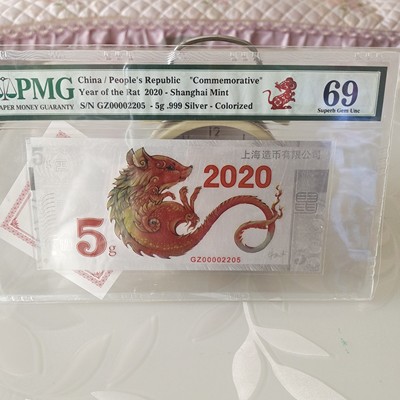 PMG
PAPER MONEY GUARANTY
China / People's Republic "Commemorative"
Year of the Rat 2020 - Shanghai Mint
S/N GZ00002205 - 5g .999 Silver - Colorized
69
Superb Gem Unc
上海造币有限公司
2020
5g
GZ00002205